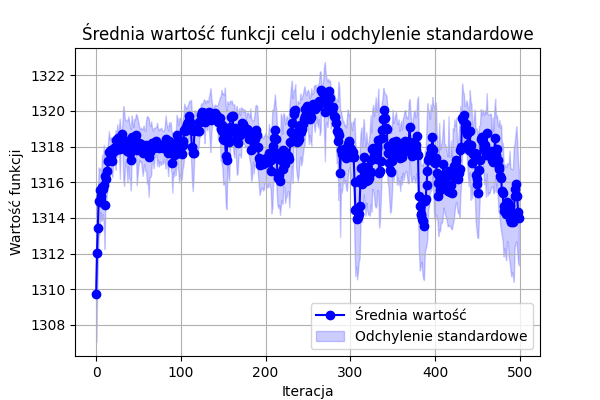 Średnia wartość funkcji celu i odchylenie standardowe
1322
1320
1318
1316
1314
1312
1310
1308
Wartość funkcji
0 100 200 300 400 500
Iteracja
Średnia wartość
Odchylenie standardowe